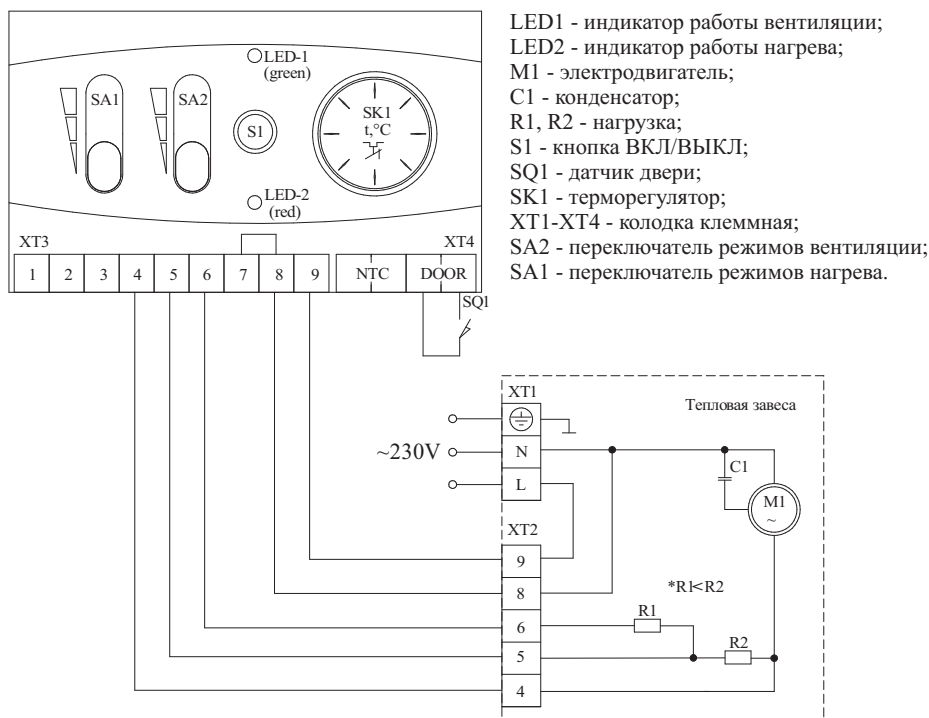 LED1 - индикатор работы вентиляции;
LED2 - индикатор работы нагрева;
М1 - электродвигатель;
С1 - конденсатор;
R1, R2 - нагрузка;
S1 - кнопка ВКЛ/ВЫКЛ;
SQ1 - датчик двери;
SK1 - терморегулятор;
XT1-XT4 - колодка клеммная;
SA2 - переключатель режимов вентиляции;
SA1 - переключатель режимов нагрева.
LED-1
(green)
SA1
SA2
S1
SK1
t,°C
LED-2
(red)
XT3
XT4
1 2 3 4 5 6 7 8 9 NTC DOOR
SQ1
XT1
Тепловая завеса
~230V
N
L
C1
M1
~
XT2
9
8
*R1<R2
6
R1
5
R2
4